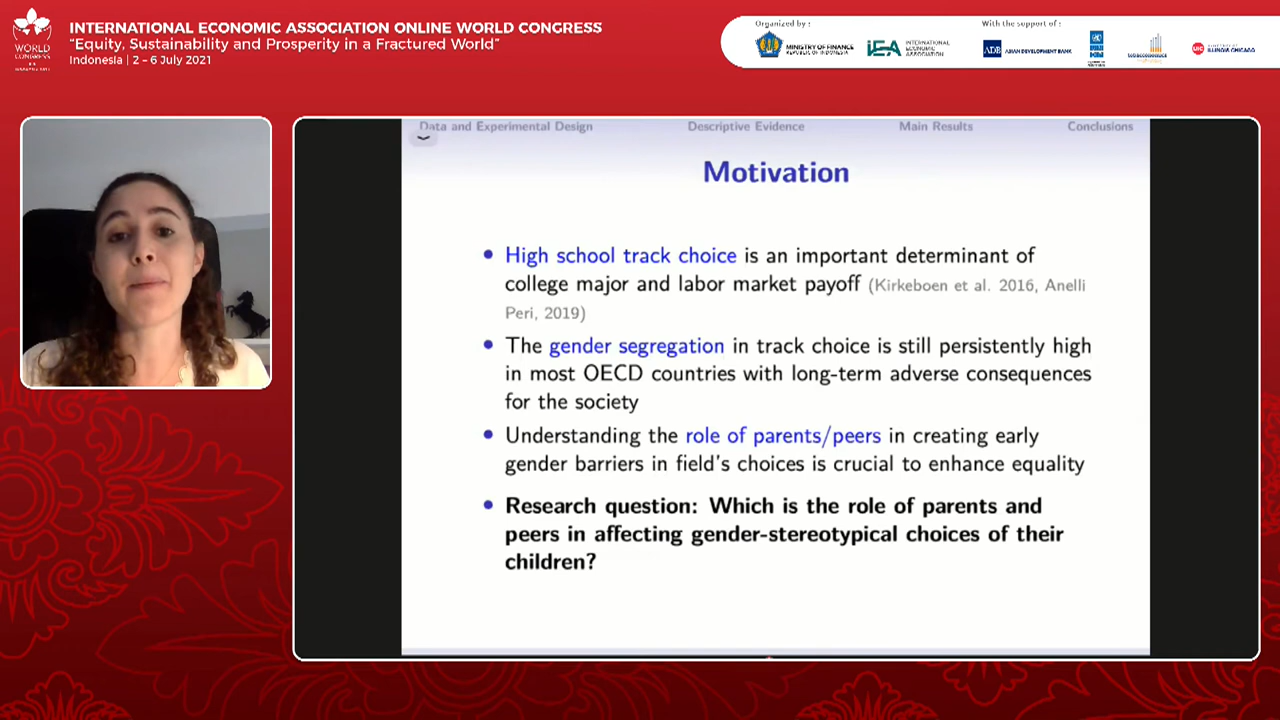 INTERNATIONAL ECONOMIC ASSOCIATION ONLINE WORLD CONGRESS
"Equity, Sustainability and Prosperity in a Fractured World"
Indonesia | 2 - 6 July 2021
WORLD
CONGRESS
Organized by :
MINISTRY OF FINANCE
REPUBLIC OF INDONESIA
iEA
INTERNATIONAL
ECONOMIC
ASSOCIATION
With the support of :
ADB
ASIAN DEVELOPMENT BANK
UIC
ILLINOIS CHICAGO
Data and Experimental Design
Descriptive Evidence
Main Results
Conclusions
Motivation
• High school track choice is an important determinant of
college major and labor market payoff (Kirkeboen et al. 2016, Anelli
Peri, 2019)
• The gender segregation in track choice is still persistently high
in most OECD countries with long-term adverse consequences
for the society
• Understanding the role of parents/peers in creating early
gender barriers in field's choices is crucial to enhance equality
• Research question: Which is the role of parents and
peers in affecting gender-stereotypical choices of their
children?